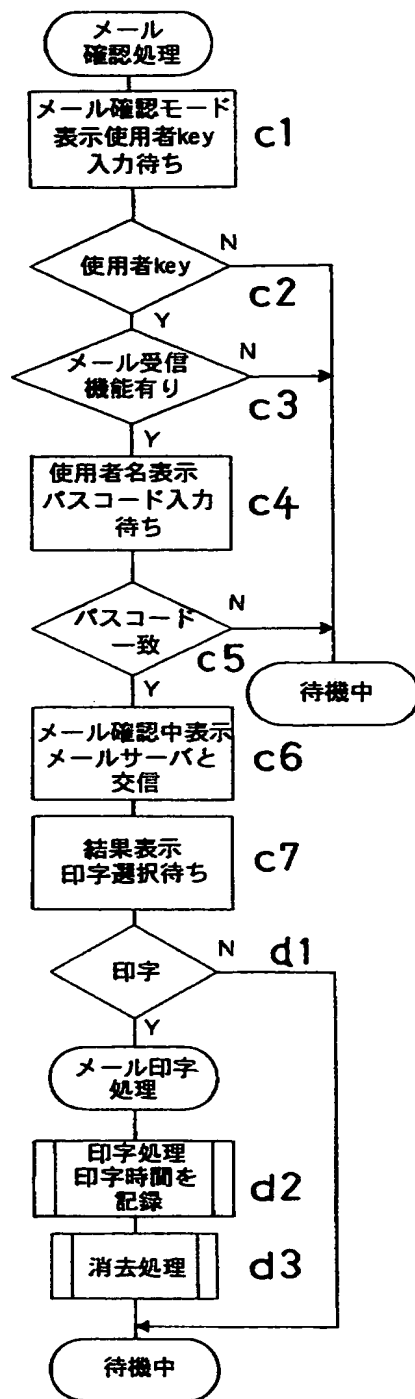 メール
確認処理
メール確認モード
表示使用者key
入力待ち
c1
使用者key
N
c2
Y
メール受信
機能有り
N
c3
Y
使用者名表示
パスコード入力
待ち
c4
パスコード
一致
N
c5
Y
待機中
メール確認中表示
メールサーバと
交信
c6
結果表示
印字選択待ち
c7
印字
N
d1
Y
メール印字
処理
印字処理
印字時間を
記録
d2
消去処理
d3
待機中